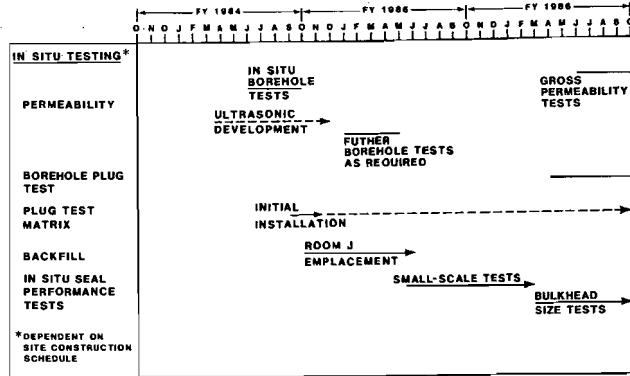 FY 1984 FY 1985 FY 1986
O N D J F M A M J J A S O N D J F M A M J J A S O N D J F M A M J J A S O
IN SITU TESTING*
PERMEABILITY
IN SITU
BOREHOLE
TESTS
ULTRASONIC
DEVELOPMENT
FUTHER
BOREHOLE TESTS
AS REQUIRED
GROSS
PERMEABILITY
TESTS
BOREHOLE PLUG
TEST
PLUG TEST
MATRIX
INITIAL
INSTALLATION
BACKFILL
ROOM J
EMPLACEMENT
IN SITU SEAL
PERFORMANCE
TESTS
SMALL-SCALE TESTS
BULKHEAD
SIZE TESTS
*DEPENDENT ON
SITE CONSTRUCTION
SCHEDULE